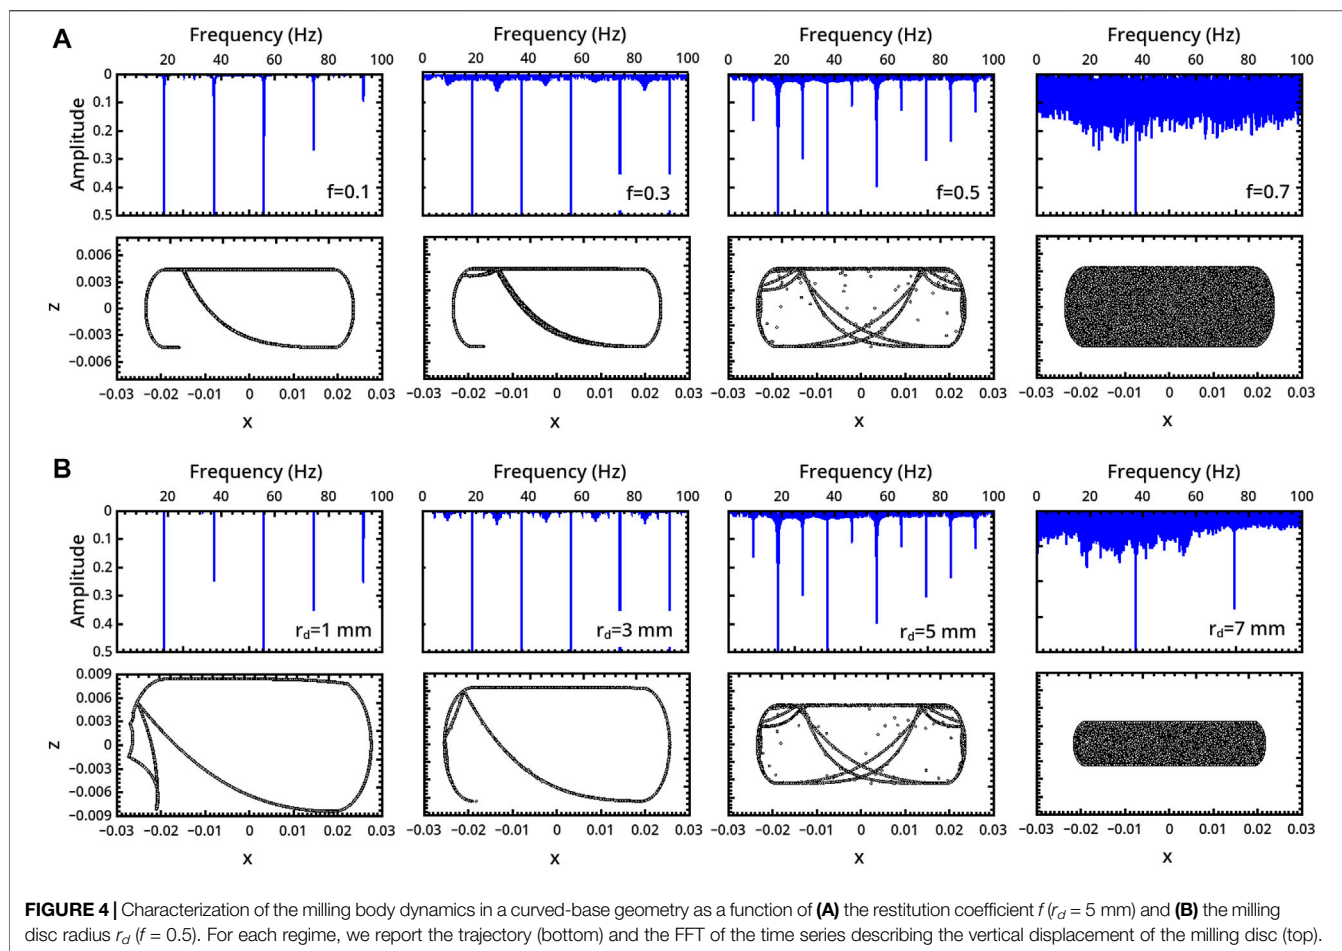 A
Frequency (Hz) Frequency (Hz) Frequency (Hz) Frequency (Hz)
20 40 60 80 100 0 20 40 60 80 100 0 20 40 60 80 100 0 20 40 60 80 100
0
0.1
0.2
0.3
0.4
0.5
Amplitude
f=0.1 f=0.3 f=0.5 f=0.7
0.006
0.003
0
−0.003
−0.006
z
−0.03 −0.02 −0.01 0 0.01 0.02 0.03 −0.03 −0.02 −0.01 0 0.01 0.02 0.03 −0.03 −0.02 −0.01 0 0.01 0.02 0.03 −0.03 −0.02 −0.01 0 0.01 0.02 0.03
x x x x
B
Frequency (Hz) Frequency (Hz) Frequency (Hz) Frequency (Hz)
20 40 60 80 100 0 20 40 60 80 100 0 20 40 60 80 100 0 20 40 60 80 100
0
0.1
0.2
0.3
0.4
0.5
Amplitude
r_d=1 mm r_d=3 mm r_d=5 mm r_d=7 mm
0.009
0.006
0.003
0
−0.003
−0.006
−0.009
z
−0.03 −0.02 −0.01 0 0.01 0.02 0.03 −0.03 −0.02 −0.01 0 0.01 0.02 0.03 −0.03 −0.02 −0.01 0 0.01 0.02 0.03 −0.03 −0.02 −0.01 0 0.01 0.02 0.03
x x x x
FIGURE 4 | Characterization of the milling body dynamics in a curved-base geometry as a function of (A) the restitution coefficient f (r_d = 5 mm) and (B) the milling
disc radius r_d (f = 0.5). For each regime, we report the trajectory (bottom) and the FFT of the time series describing the vertical displacement of the milling disc (top).